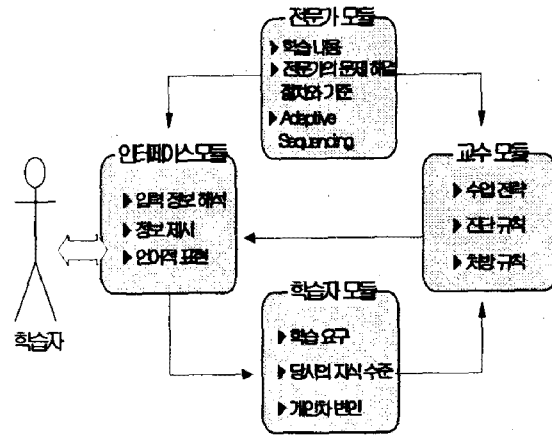 전문가 모듈
▶ 학습 내용
▶ 전문가의 문제 해결
절차와 기준
▶ Adaptive
Sequencing
인터페이스 모듈
▶ 입력 정보 해석
▶ 정보 제시
▶ 언어적 표현
교수 모듈
▶ 수업 전략
▶ 진단 규칙
▶ 처방 규칙
학습자
학습자 모듈
▶ 학습 요구
▶ 당시의 지식 수준
▶ 개인차 변인